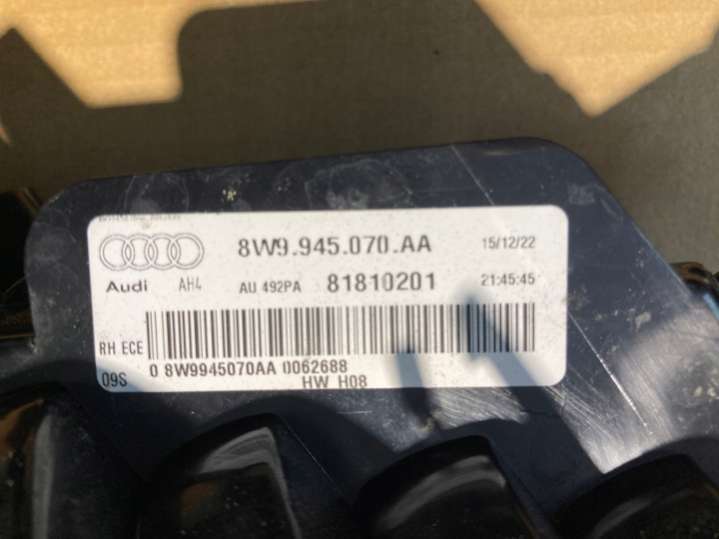 8W9.945.070.AA 15/12/22
Audi AH4 AU 492PA 81810201 21:45:45
RH ECE
0 8W9945070AA 0062688
09S HW H08